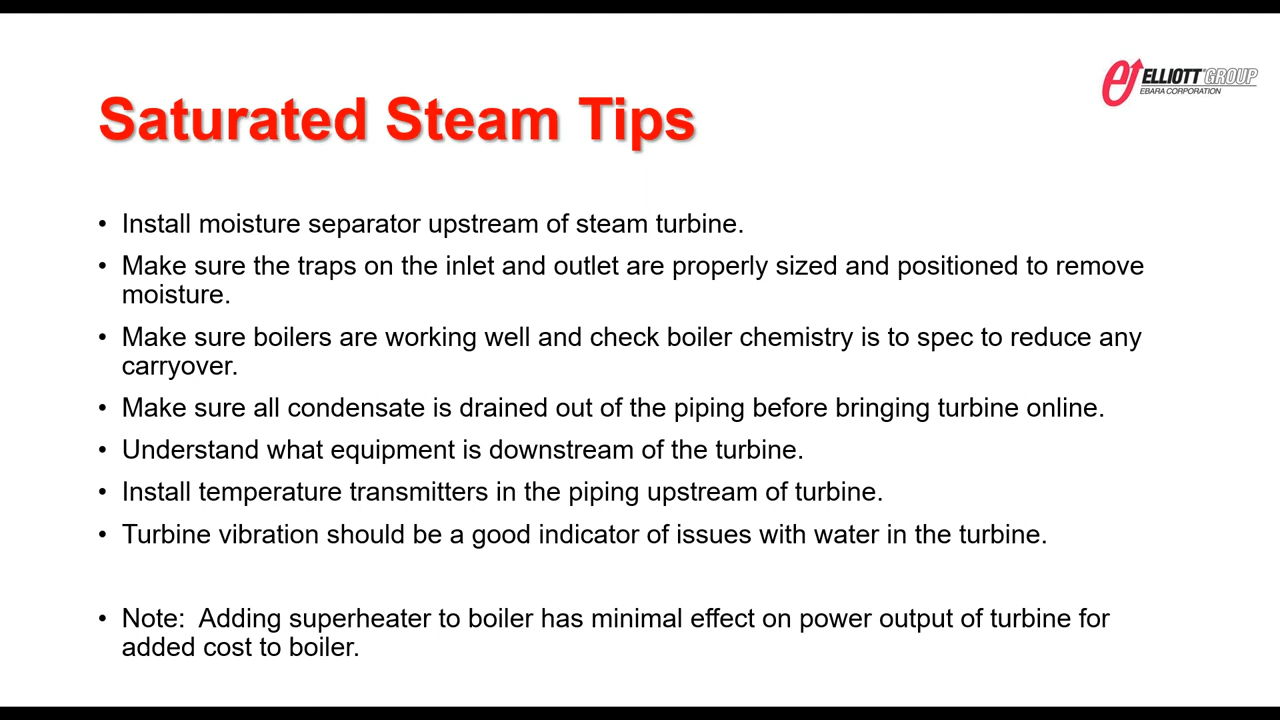 ELLIOTT GROUP
EBARA CORPORATION
Saturated Steam Tips
• Install moisture separator upstream of steam turbine.
• Make sure the traps on the inlet and outlet are properly sized and positioned to remove
moisture.
• Make sure boilers are working well and check boiler chemistry is to spec to reduce any
carryover.
• Make sure all condensate is drained out of the piping before bringing turbine online.
• Understand what equipment is downstream of the turbine.
• Install temperature transmitters in the piping upstream of turbine.
• Turbine vibration should be a good indicator of issues with water in the turbine.
• Note:  Adding superheater to boiler has minimal effect on power output of turbine for
added cost to boiler.